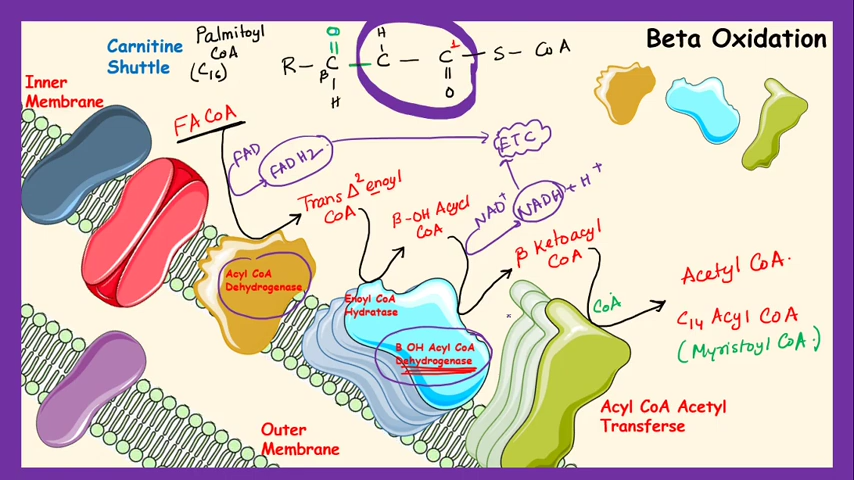 Beta Oxidation
Carnitine
Shuttle
Palmitoyl
CoA
(C16)
O
H
1
R — C — C — C — S — CoA
β
H
O
Inner
Membrane
FA CoA
FAD
FADH2
ETC
Trans Δ² enoyl
CoA
β-OH Acyl
CoA
NAD+
NADH + H+
β Ketoacyl
CoA
CoA
Acetyl CoA.
C14 Acyl CoA
(Myristoyl CoA.)
Acyl CoA
Dehydrogenase
Enoyl CoA
Hydratase
B OH Acyl CoA
Dehydrogenase
Acyl CoA Acetyl
Transferse
Outer
Membrane